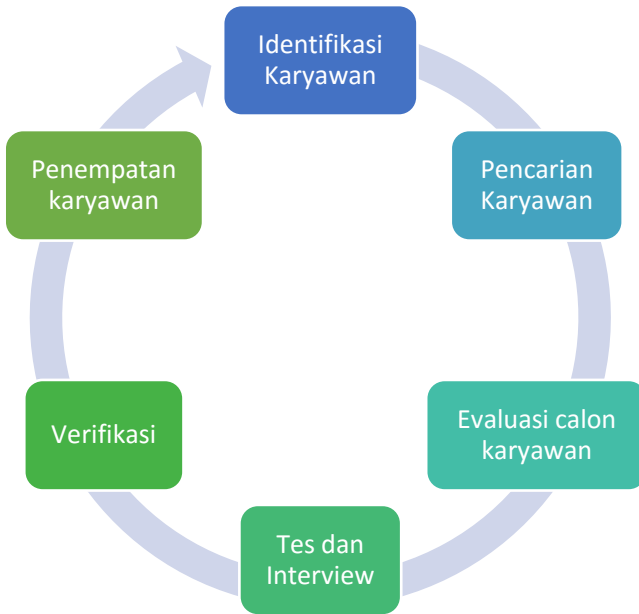 Identifikasi
Karyawan
Pencarian
Karyawan
Evaluasi calon
karyawan
Tes dan
Interview
Verifikasi
Penempatan
karyawan